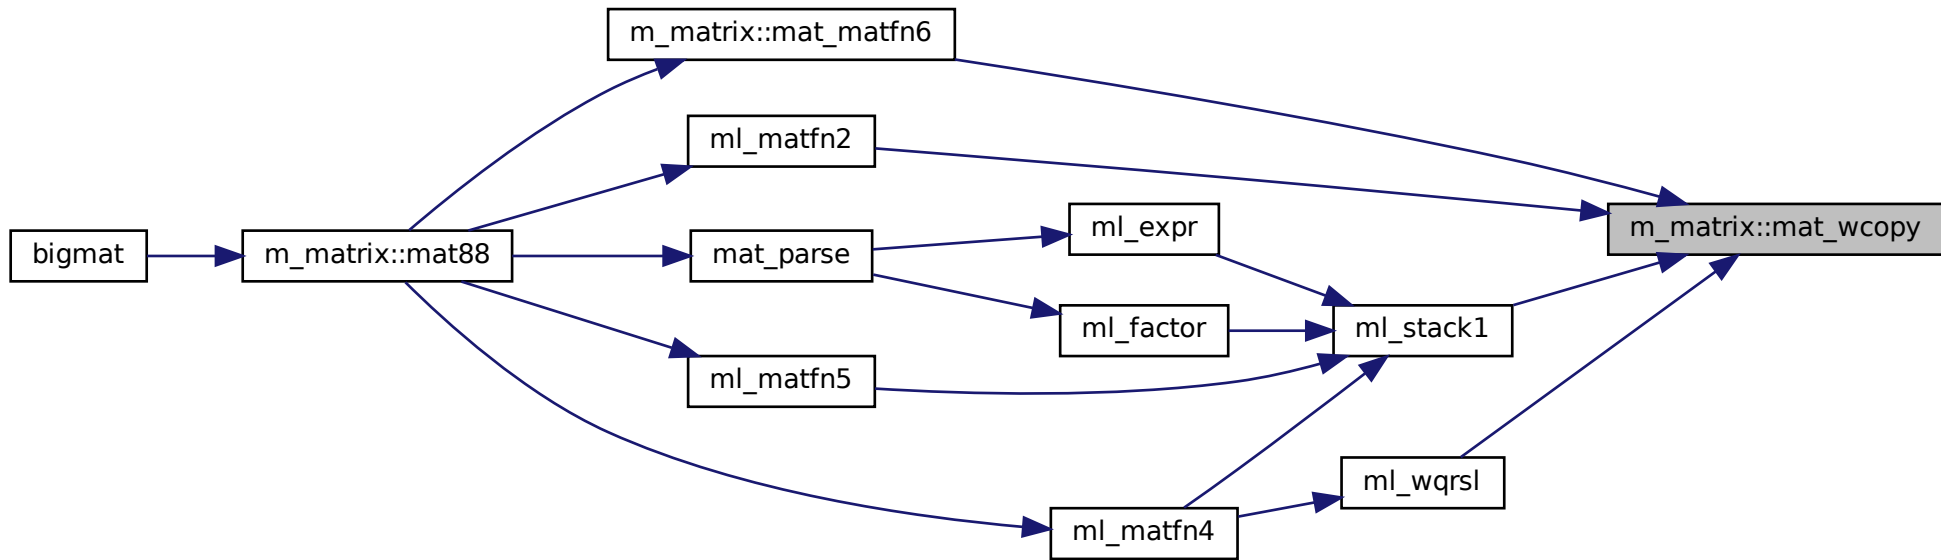 m_matrix::mat_matfn6
ml_matfn2
ml_expr
m_matrix::mat_wcopy
bigmat
m_matrix::mat88
mat_parse
ml_factor
ml_stack1
ml_matfn5
ml_wqrsl
ml_matfn4